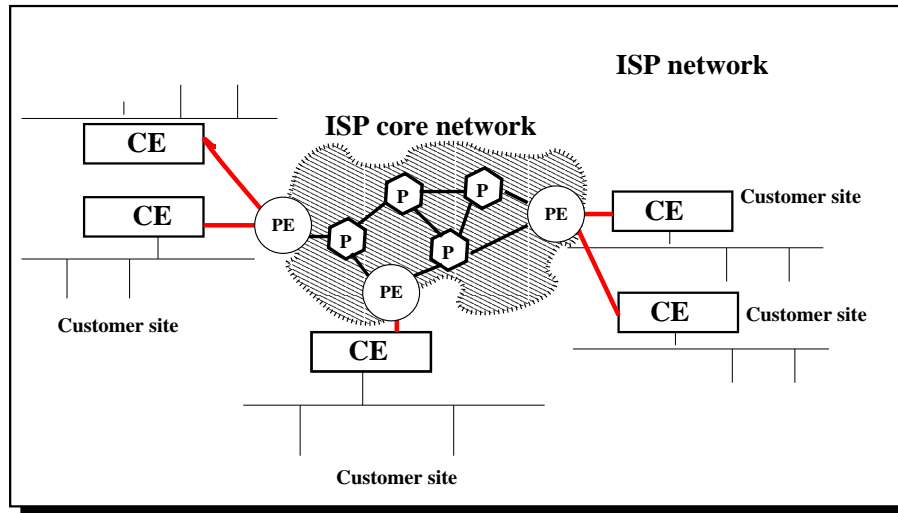 ISP network
ISP core network
CE
CE
PE
P
P
P
P
PE
PE
CE
Customer site
CE
Customer site
Customer site
CE
Customer site